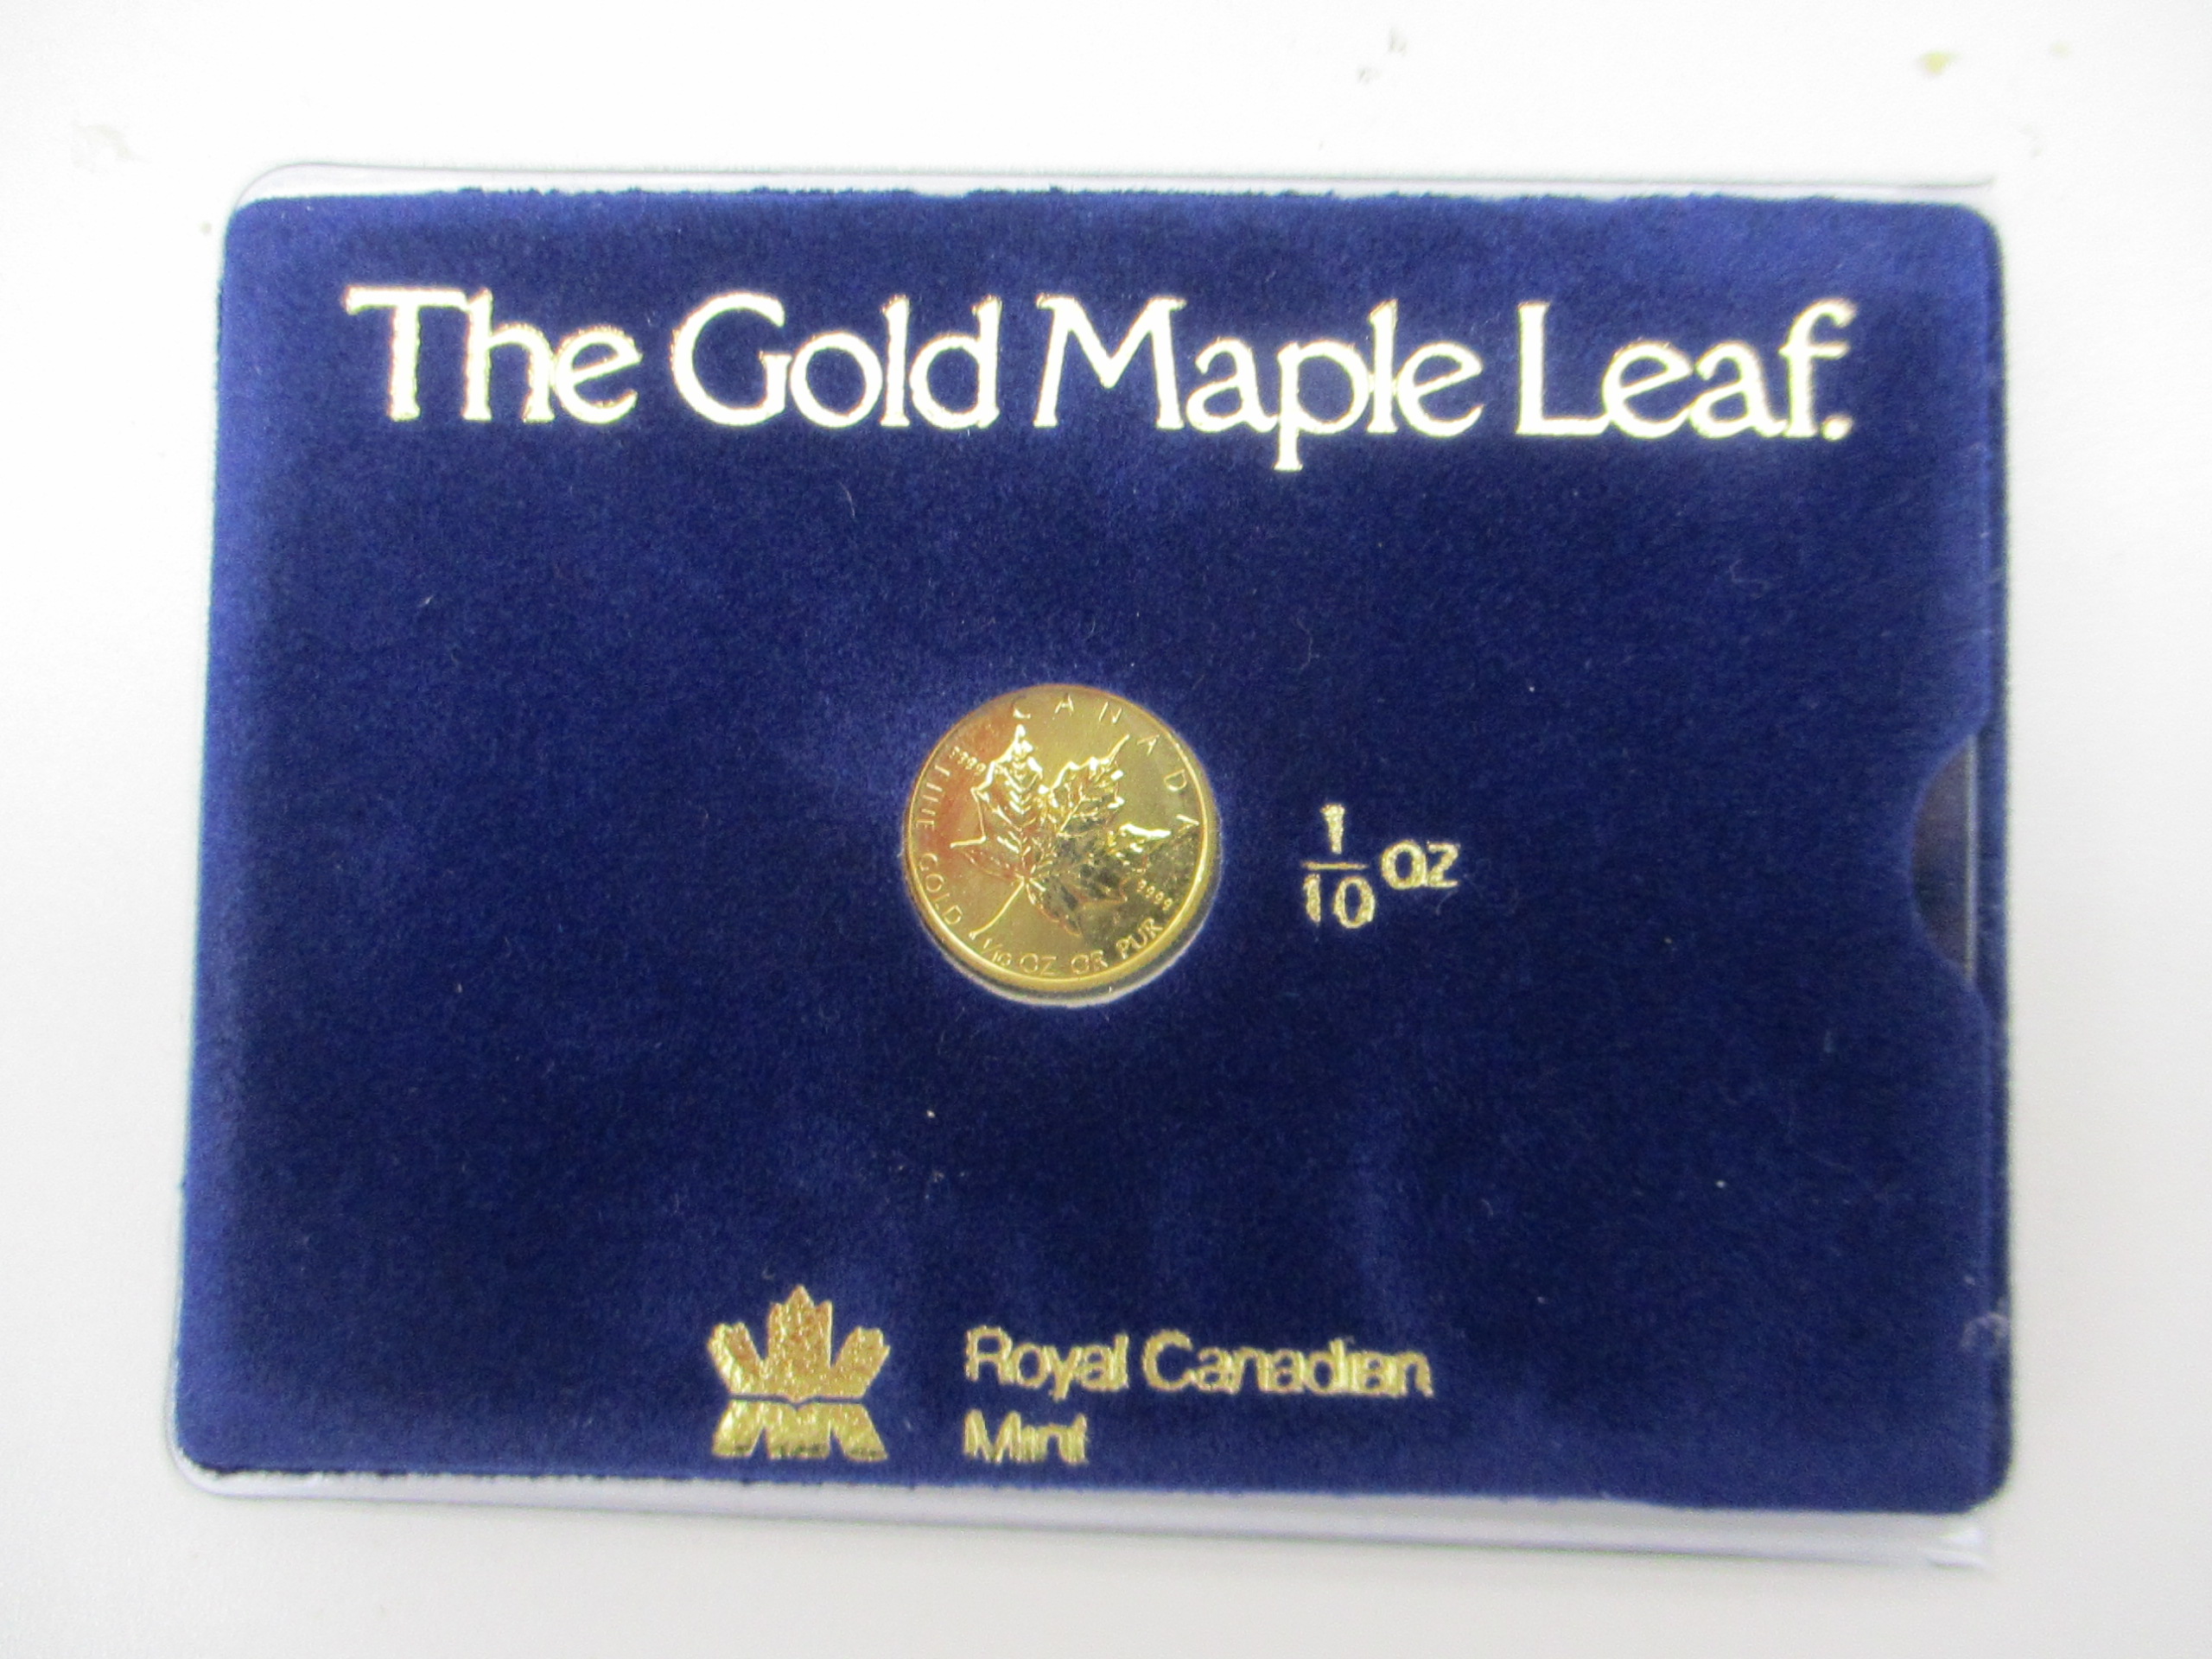 The Gold Maple Leaf.
CANADA
9999
9999
FINE GOLD 1/10 OZ OR PUR
1/10 oz
Royal Canadian
Mint